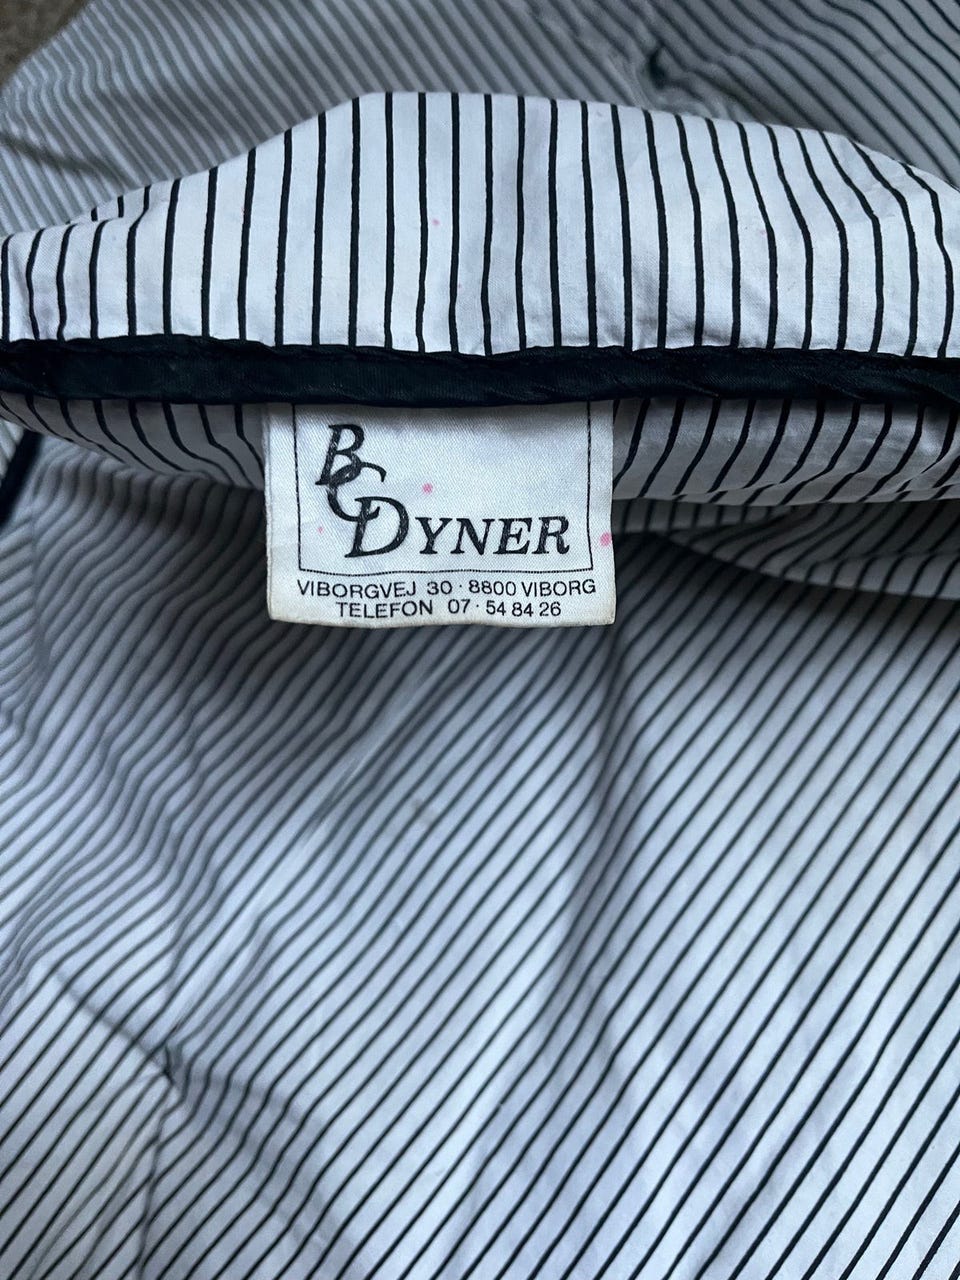 BC DYNER
VIBORGVEJ 30 · 8800 VIBORG
TELEFON 07 · 54 84 26